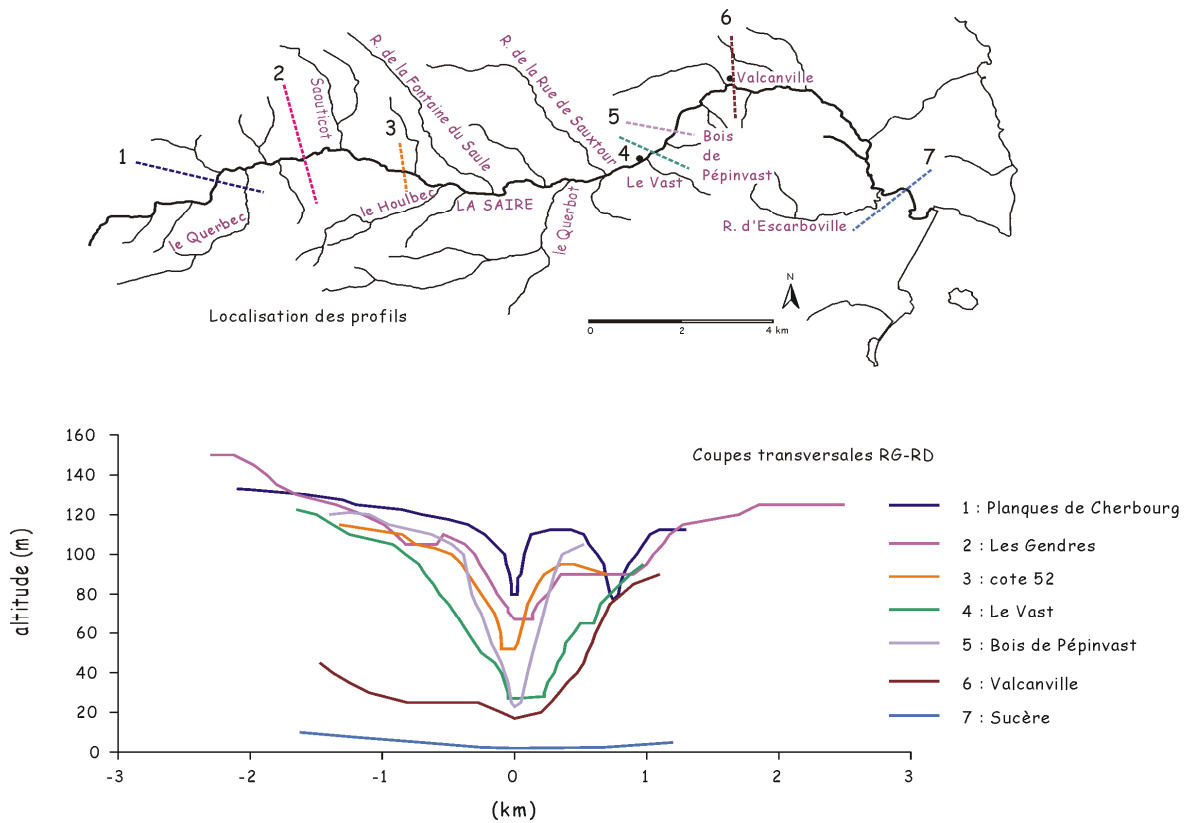 6
2
Saouticot
R. de la Fontaine du Saule
R. de la Rue de Sauxtour
Valcanville
5
3
Bois
de
Pépinvast
1
4
Le Vast
7
le Querbec
le Houlbec
LA SAIRE
le Querbot
R. d'Escarboville
N
Localisation des profils
0 2 4 km
Coupes transversales RG-RD
altitude (m)
160
140
120
100
80
60
40
20
0
-3 -2 -1 0 1 2 3
(km)
1 : Planques de Cherbourg
2 : Les Gendres
3 : cote 52
4 : Le Vast
5 : Bois de Pépinvast
6 : Valcanville
7 : Sucère